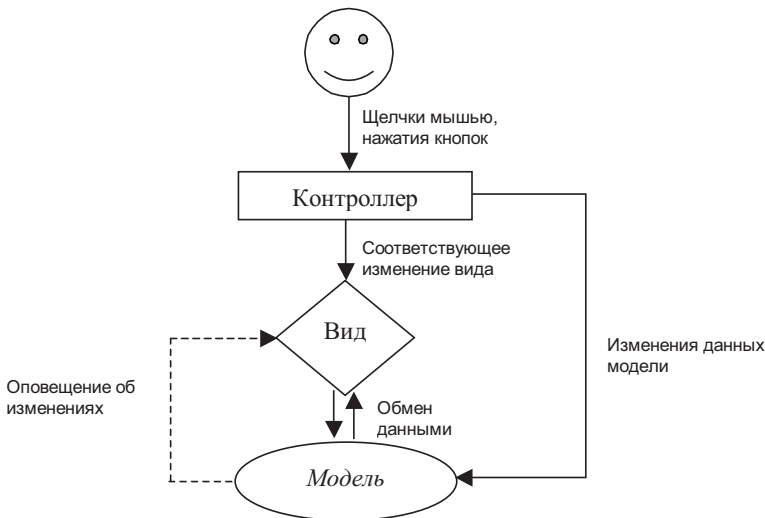 Щелчки мышью,
нажатия кнопок
Контроллер
Соответствующее
изменение вида
Вид
Изменения данных
модели
Оповещение об
изменениях
Обмен
данными
Модель